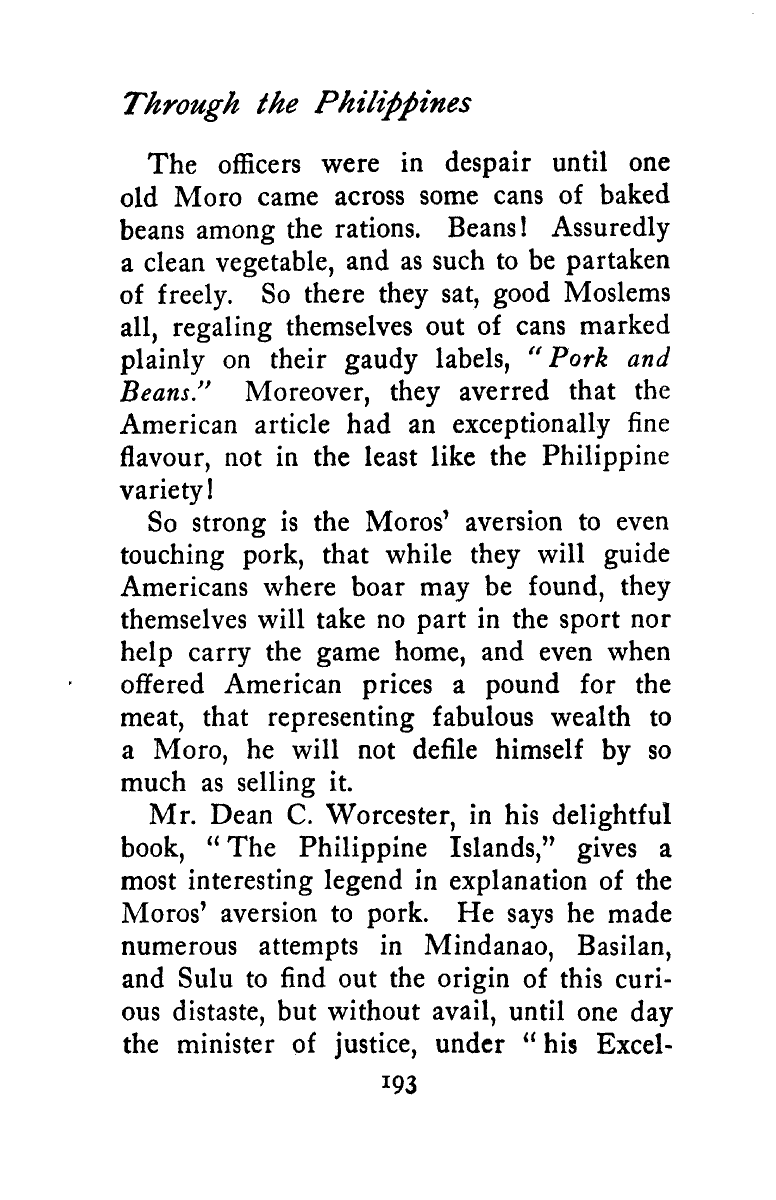 Through the Philippines
The officers were in despair until one
old Moro came across some cans of baked
beans among the rations. Beans! Assuredly
a clean vegetable, and as such to be partaken
of freely. So there they sat, good Moslems
all, regaling themselves out of cans marked
plainly on their gaudy labels, "Pork and
Beans." Moreover, they averred that the
American article had an exceptionally fine
flavour, not in the least like the Philippine
variety!
So strong is the Moros' aversion to even
touching pork, that while they will guide
Americans where boar may be found, they
themselves will take no part in the sport nor
help carry the game home, and even when
offered American prices a pound for the
meat, that representing fabulous wealth to
a Moro, he will not defile himself by so
much as selling it.
Mr. Dean C. Worcester, in his delightful
book, "The Philippine Islands," gives a
most interesting legend in explanation of the
Moros' aversion to pork. He says he made
numerous attempts in Mindanao, Basilan,
and Sulu to find out the origin of this curi-
ous distaste, but without avail, until one day
the minister of justice, under "his Excel-
193